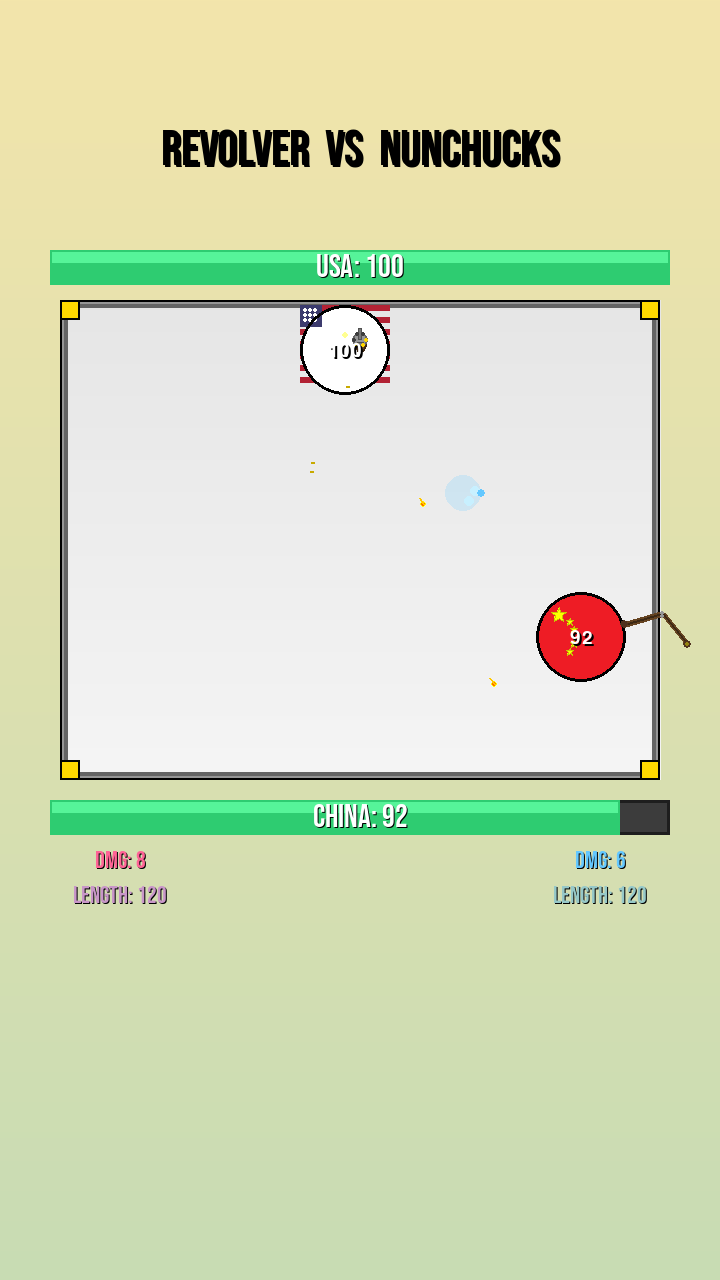 REVOLVER VS NUNCHUCKS
USA: 100
100
92
CHINA: 92
DMG: 8
DMG: 6
LENGTH: 120
LENGTH: 120